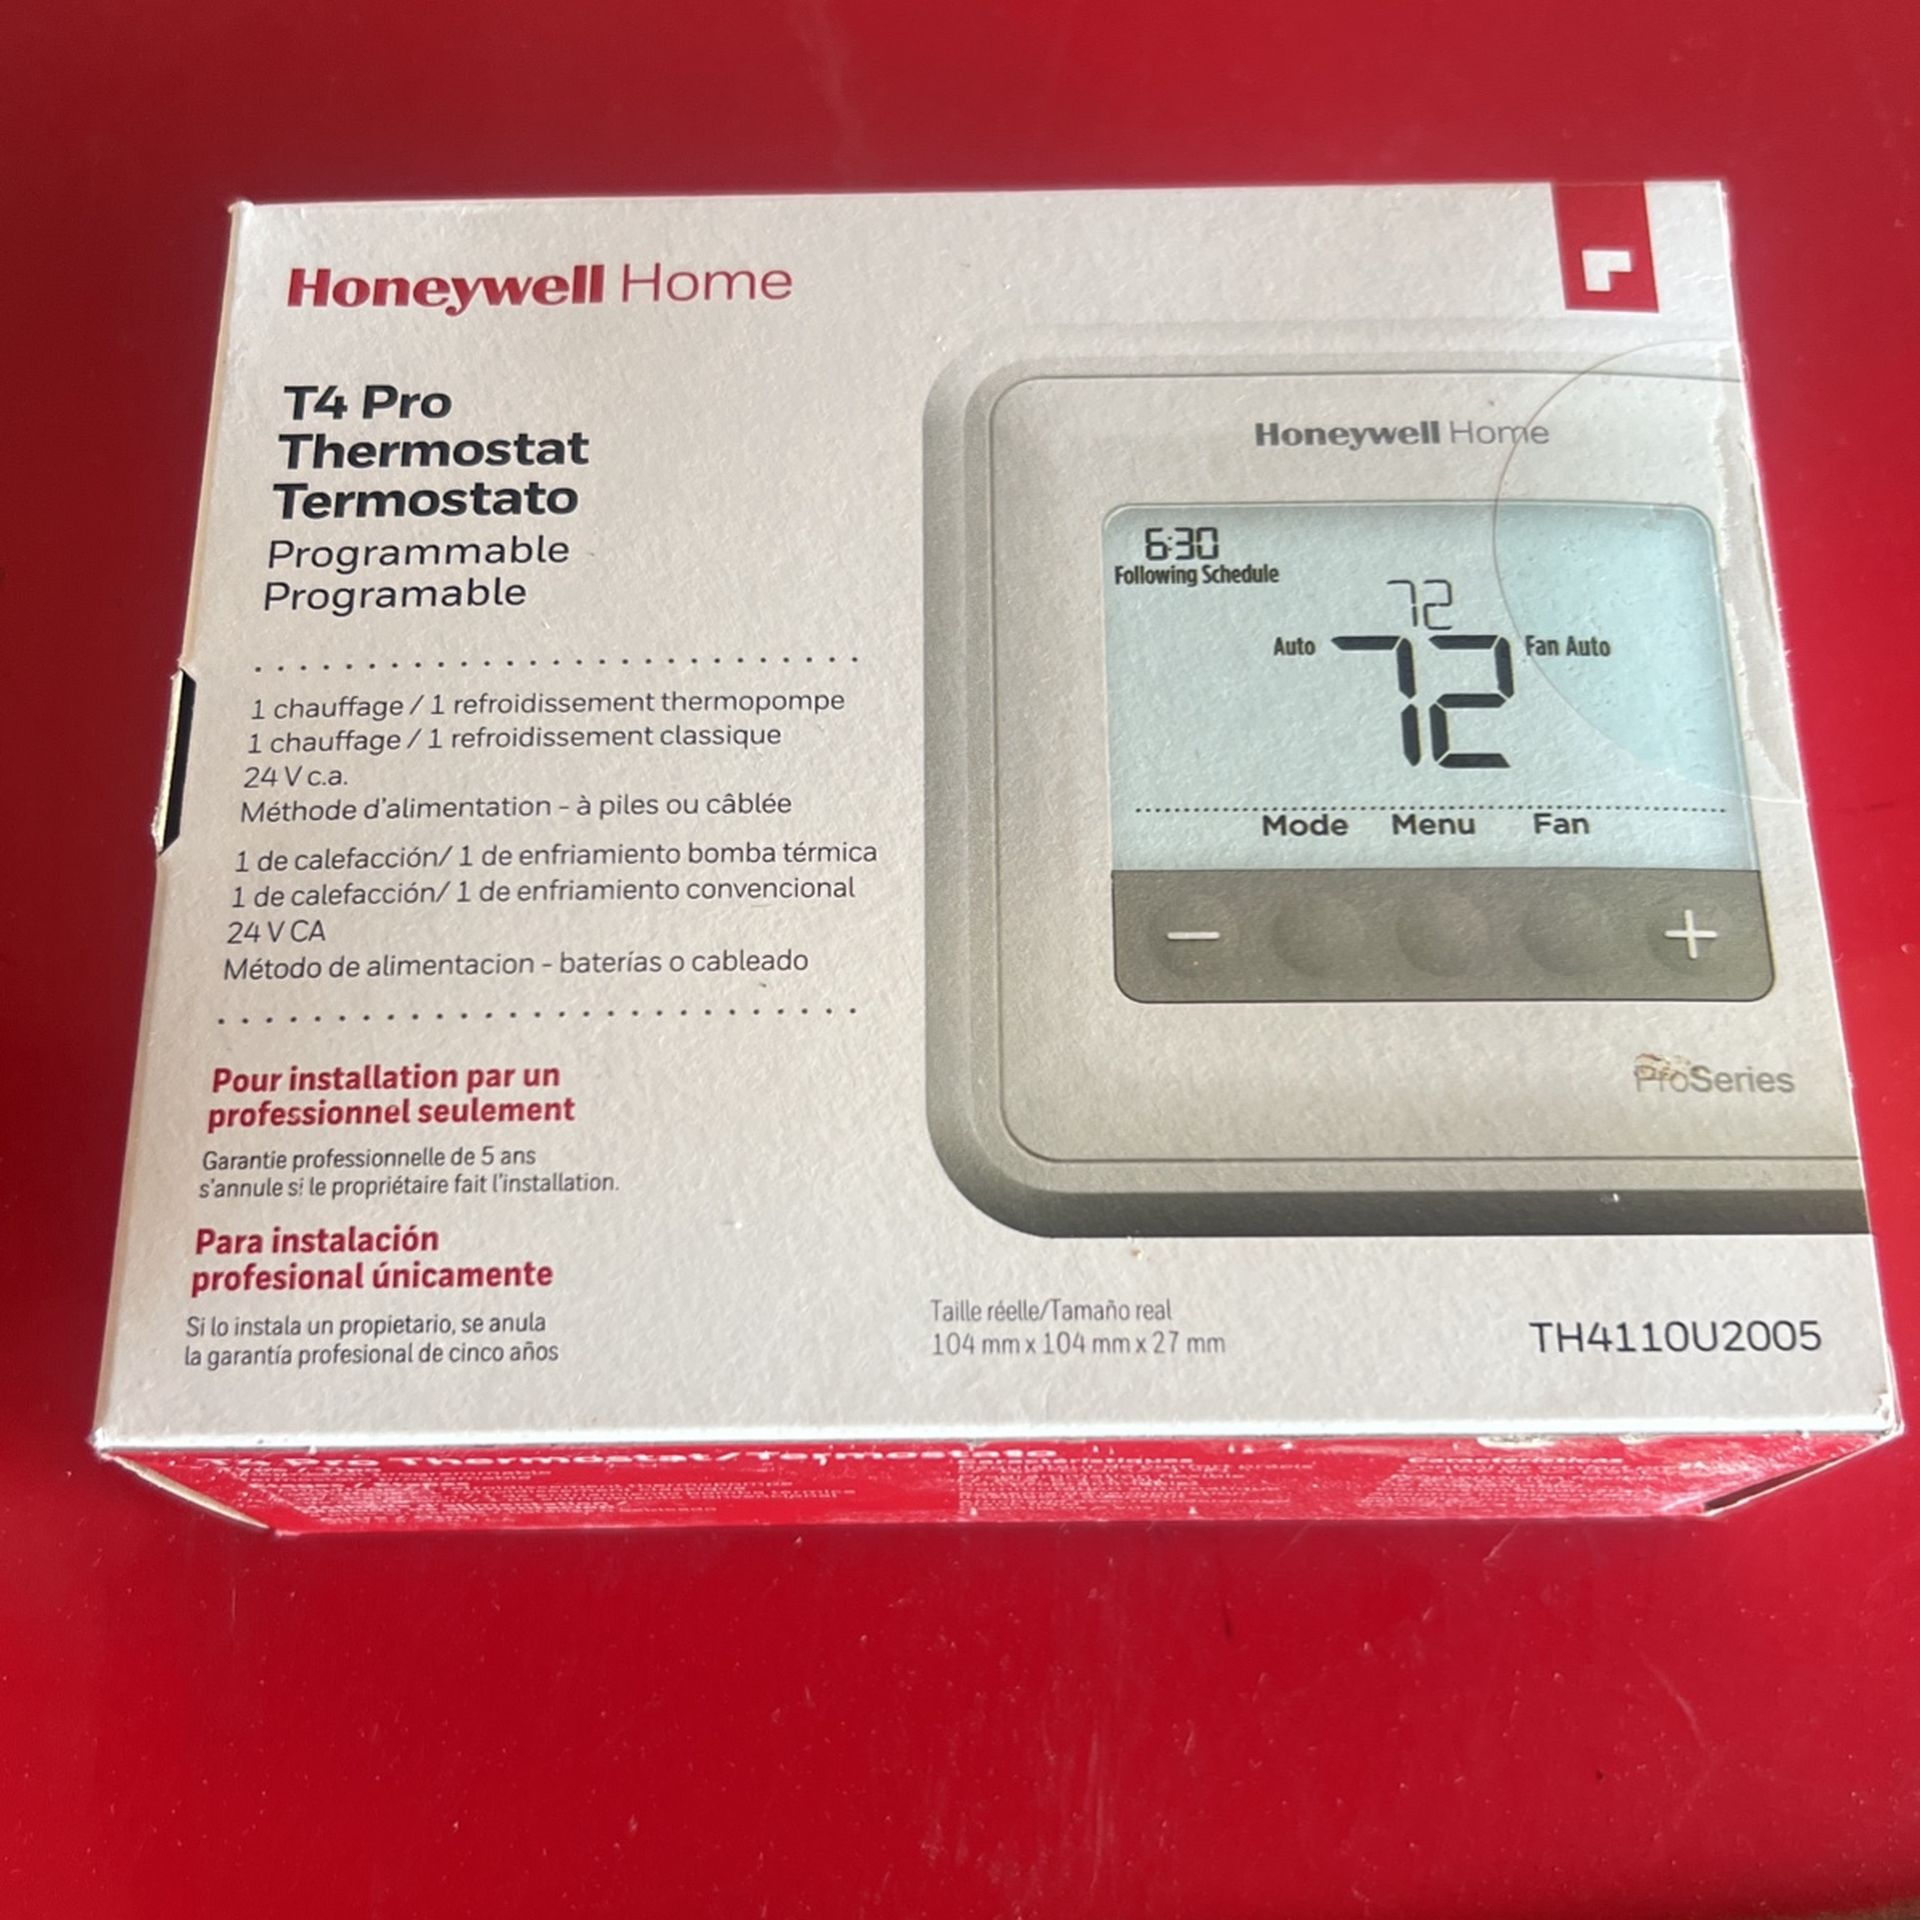 Honeywell Home
T4 Pro
Thermostat
Termostato
Programmable
Programable
1 chauffage / 1 refroidissement thermopompe
1 chauffage / 1 refroidissement classique
24 V c.a.
Méthode d'alimentation - à piles ou câblée
1 de calefacción/ 1 de enfriamiento bomba térmica
1 de calefacción/ 1 de enfriamiento convencional
24 V CA
Método de alimentacion - baterías o cableado
Pour installation par un
professionnel seulement
Garantie professionnelle de 5 ans
s'annule si le propriétaire fait l'installation.
Para instalación
profesional únicamente
Si lo instala un propietario, se anula
la garantía profesional de cinco años
Honeywell Home
6:30
Following Schedule
72
Auto 72 Fan Auto
Mode Menu Fan
− +
ProSeries
Taille réelle/Tamaño real
104 mm x 104 mm x 27 mm
TH4110U2005
T4 Pro Thermostat/Termostato